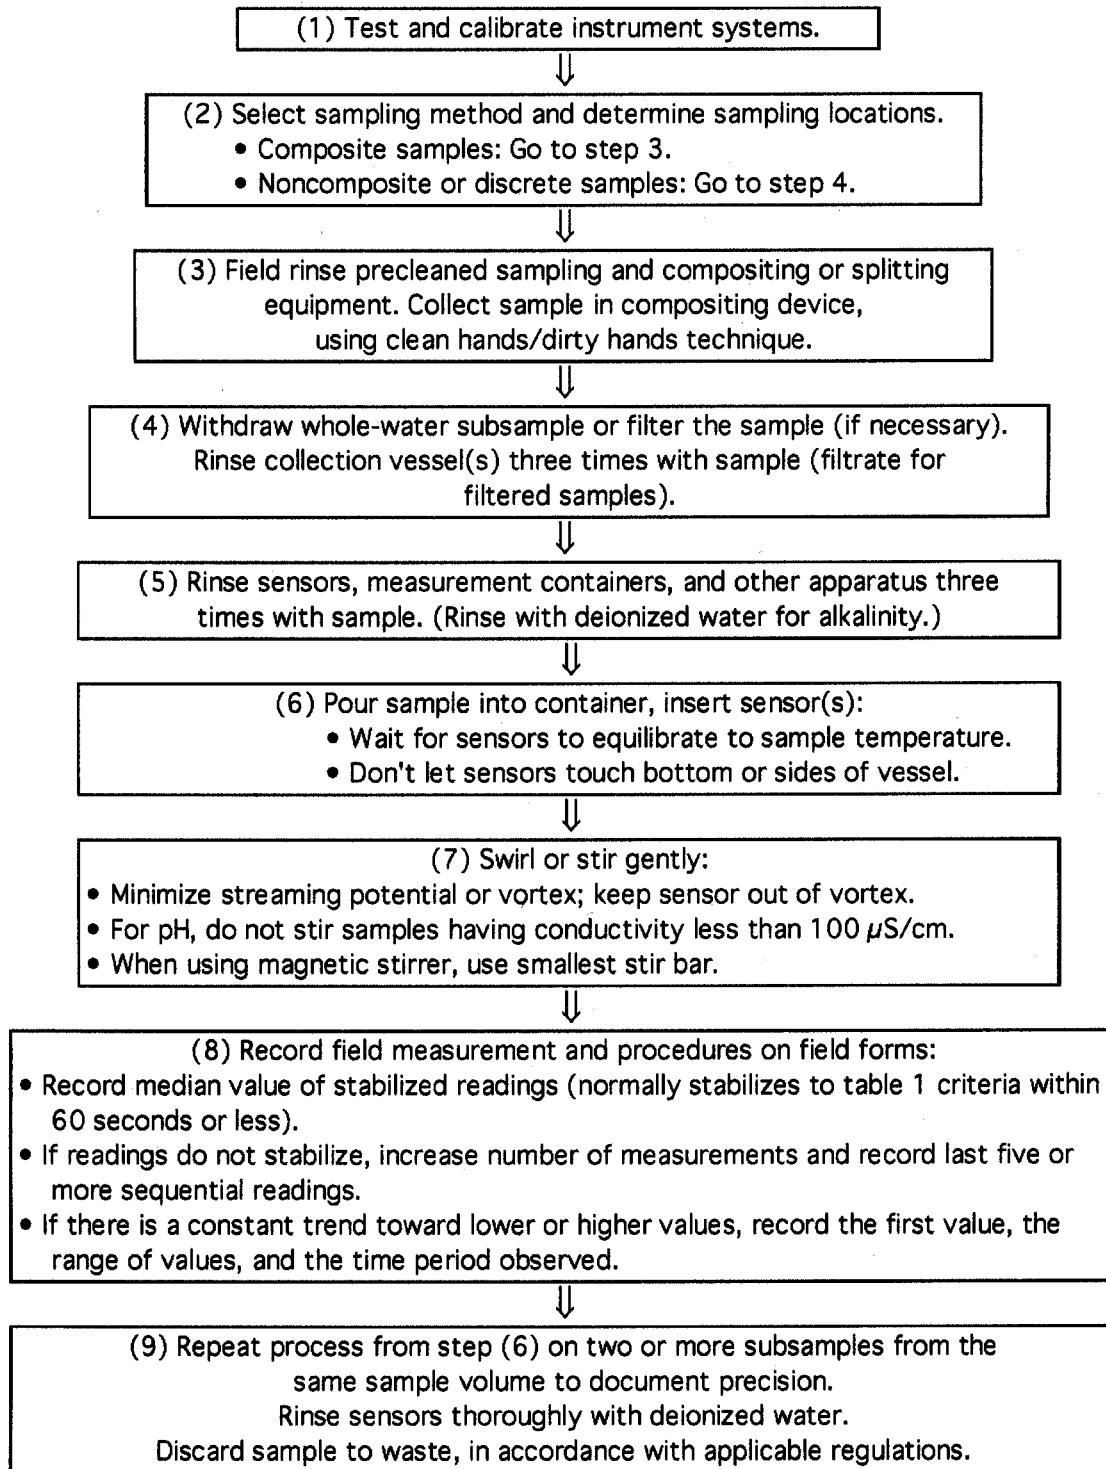 (1) Test and calibrate instrument systems.
⇓
(2) Select sampling method and determine sampling locations.
• Composite samples: Go to step 3.
• Noncomposite or discrete samples: Go to step 4.
⇓
(3) Field rinse precleaned sampling and compositing or splitting
equipment. Collect sample in compositing device,
using clean hands/dirty hands technique.
⇓
(4) Withdraw whole-water subsample or filter the sample (if necessary).
Rinse collection vessel(s) three times with sample (filtrate for
filtered samples).
⇓
(5) Rinse sensors, measurement containers, and other apparatus three
times with sample. (Rinse with deionized water for alkalinity.)
⇓
(6) Pour sample into container, insert sensor(s):
• Wait for sensors to equilibrate to sample temperature.
• Don't let sensors touch bottom or sides of vessel.
⇓
(7) Swirl or stir gently:
• Minimize streaming potential or vortex; keep sensor out of vortex.
• For pH, do not stir samples having conductivity less than 100 µS/cm.
• When using magnetic stirrer, use smallest stir bar.
⇓
(8) Record field measurement and procedures on field forms:
• Record median value of stabilized readings (normally stabilizes to table 1 criteria within
60 seconds or less).
• If readings do not stabilize, increase number of measurements and record last five or
more sequential readings.
• If there is a constant trend toward lower or higher values, record the first value, the
range of values, and the time period observed.
⇓
(9) Repeat process from step (6) on two or more subsamples from the
same sample volume to document precision.
Rinse sensors thoroughly with deionized water.
Discard sample to waste, in accordance with applicable regulations.